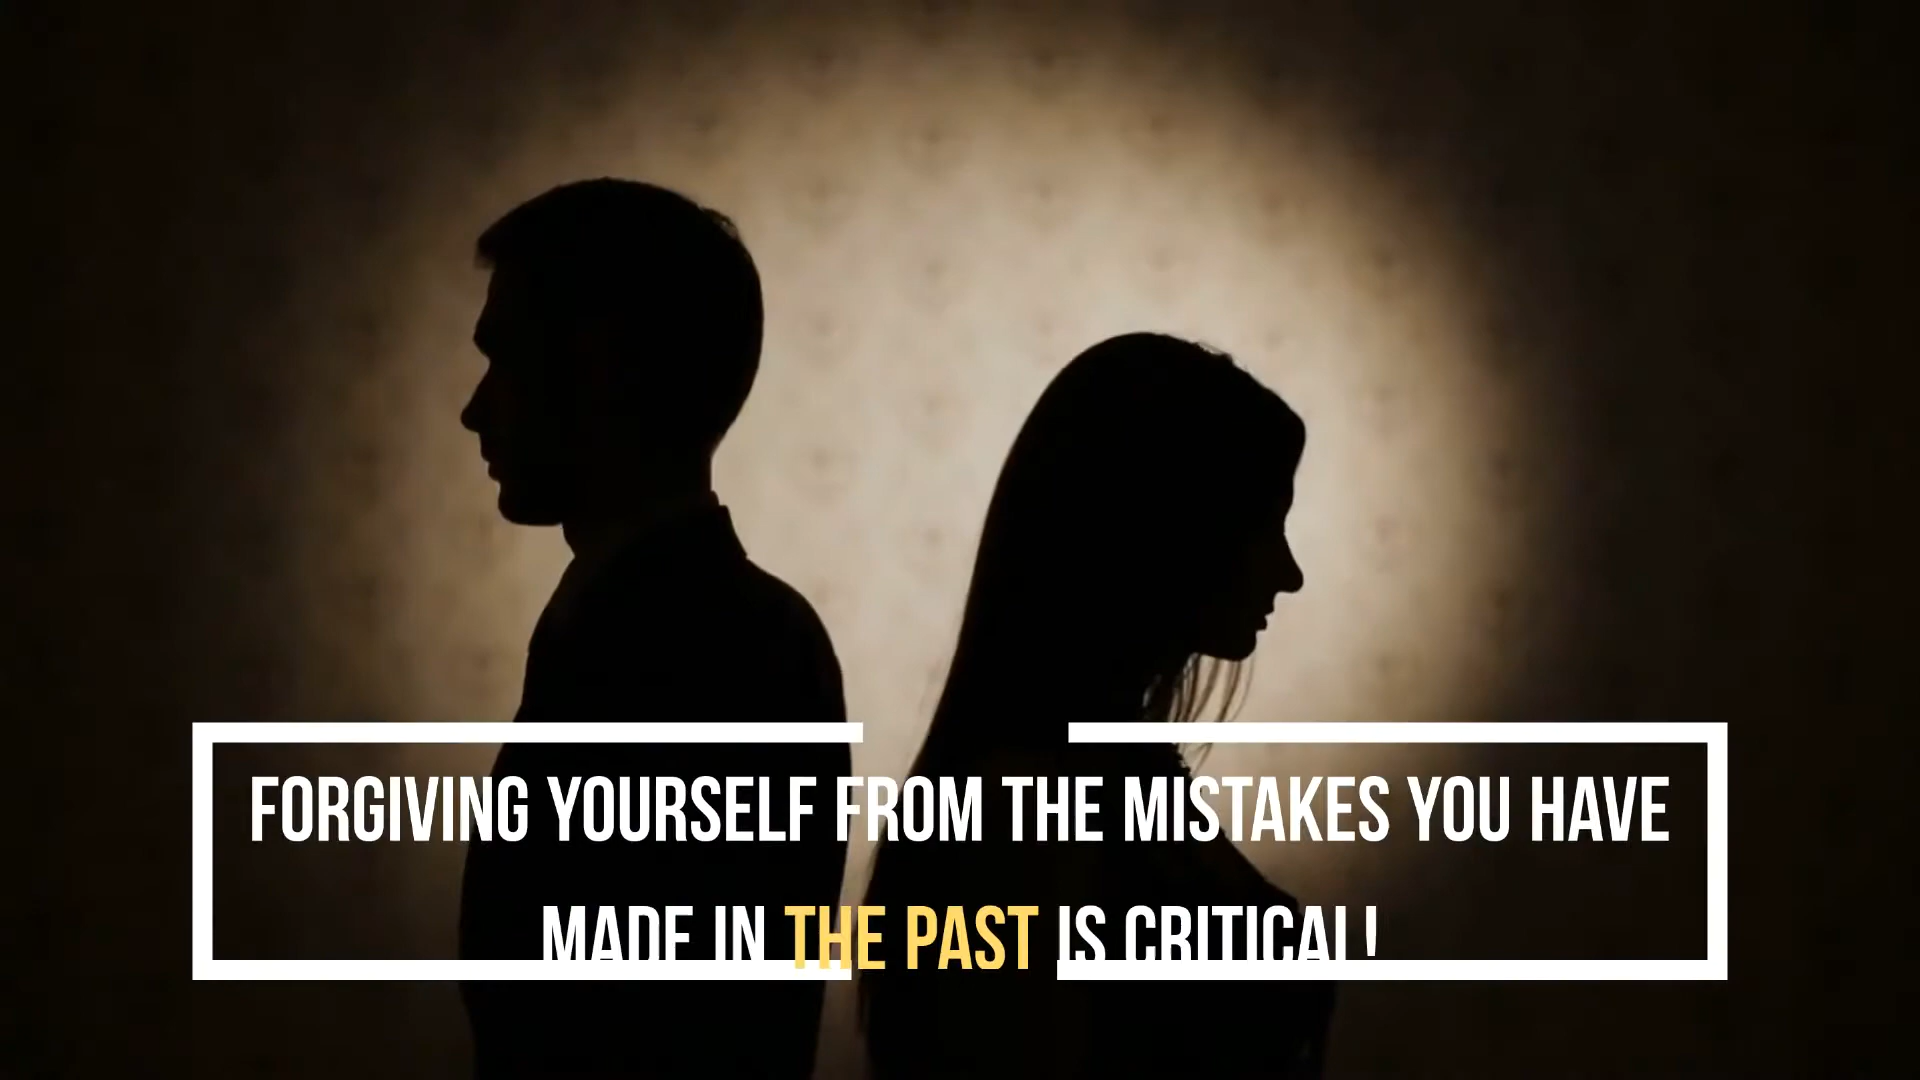 FORGIVING YOURSELF FROM THE MISTAKES YOU HAVE
MADE IN THE PAST IS CRITICAL!